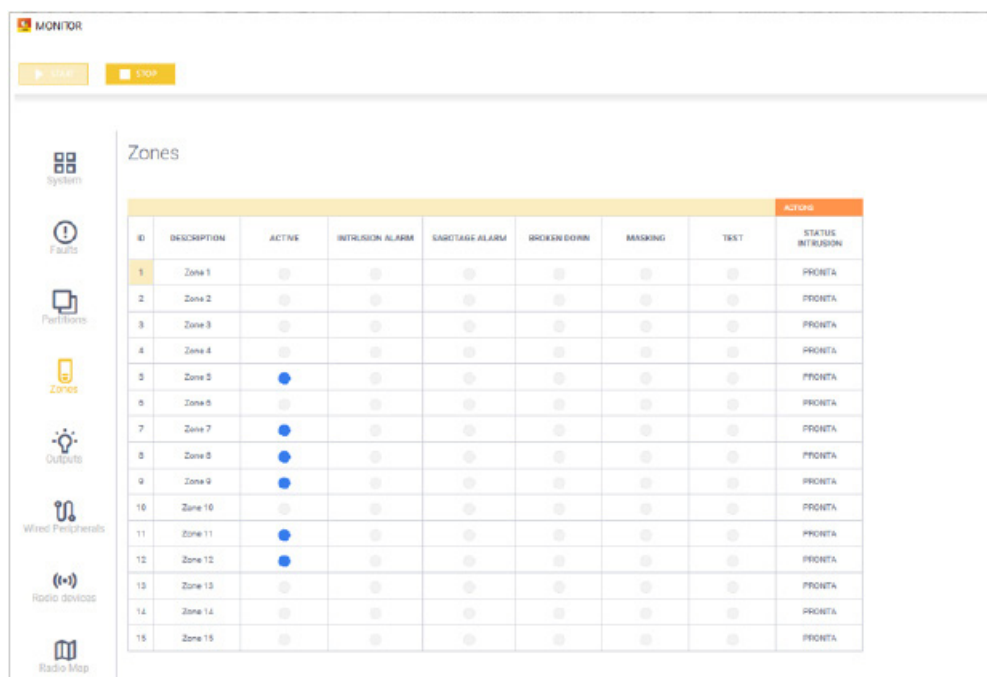 MONITOR
START
STOP
System
Faults
Partitions
Zones
Outputs
Wired Peripherals
Radio devices
Radio Map
Zones
ACTIONS
ID DESCRIPTION ACTIVE INTRUSION ALARM SABOTAGE ALARM BROKEN DOWN MASKING TEST STATUS INTRUSION
1 Zone 1 PRONTA
2 Zone 2 PRONTA
3 Zone 3 PRONTA
4 Zone 4 PRONTA
5 Zone 5 PRONTA
6 Zone 6 PRONTA
7 Zone 7 PRONTA
8 Zone 8 PRONTA
9 Zone 9 PRONTA
10 Zone 10 PRONTA
11 Zone 11 PRONTA
12 Zone 12 PRONTA
13 Zone 13 PRONTA
14 Zone 14 PRONTA
15 Zone 15 PRONTA